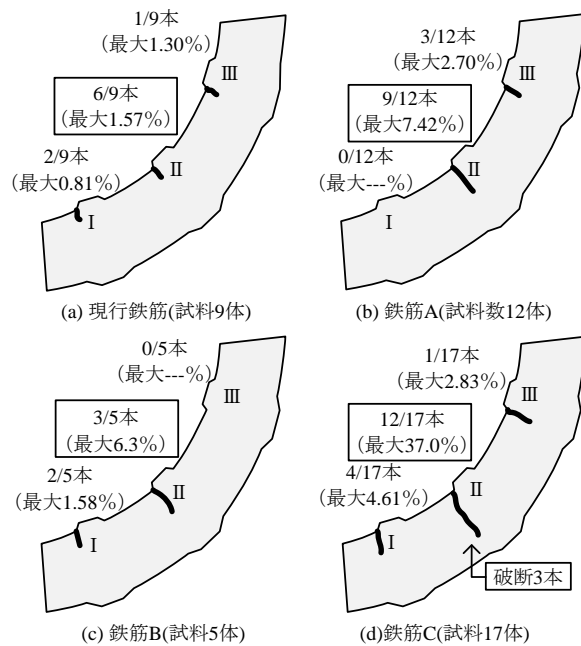 1/9本
（最大1.30%）
Ⅲ
6/9本
（最大1.57%）
Ⅱ
2/9本
（最大0.81%）
Ⅰ
(a) 現行鉄筋(試料9体)
3/12本
（最大2.70%）
Ⅲ
9/12本
（最大7.42%）
Ⅱ
0/12本
（最大---%）
Ⅰ
(b) 鉄筋A(試料数12体)
0/5本
（最大---%）
Ⅲ
3/5本
（最大6.3%）
Ⅱ
2/5本
（最大1.58%）
Ⅰ
(c) 鉄筋B(試料5体)
1/17本
（最大2.83%）
Ⅲ
12/17本
（最大37.0%）
Ⅱ
4/17本
（最大4.61%）
Ⅰ
破断3本
(d)鉄筋C(試料17体)